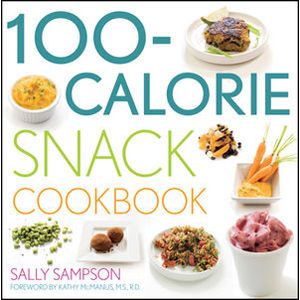 100-
CALORIE
SNACK
COOKBOOK
SALLY SAMPSON
FOREWORD BY KATHY McMANUS, M.S., R.D.